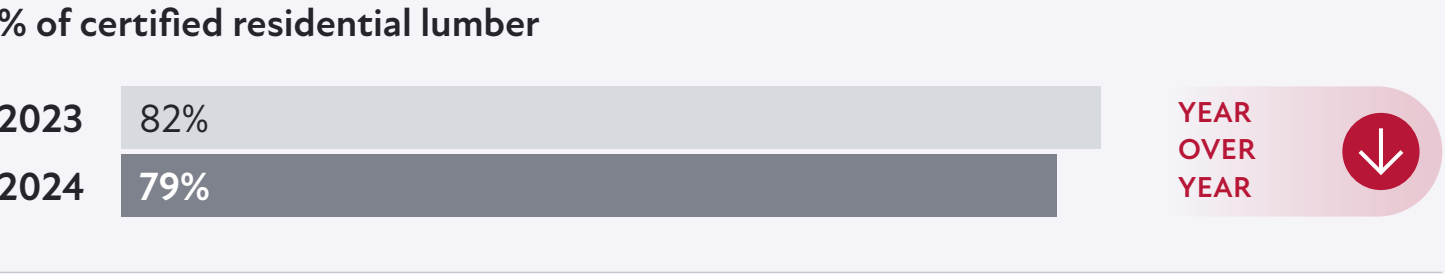 % of certified residential lumber
2023 82%
2024 79%
YEAR
OVER
YEAR